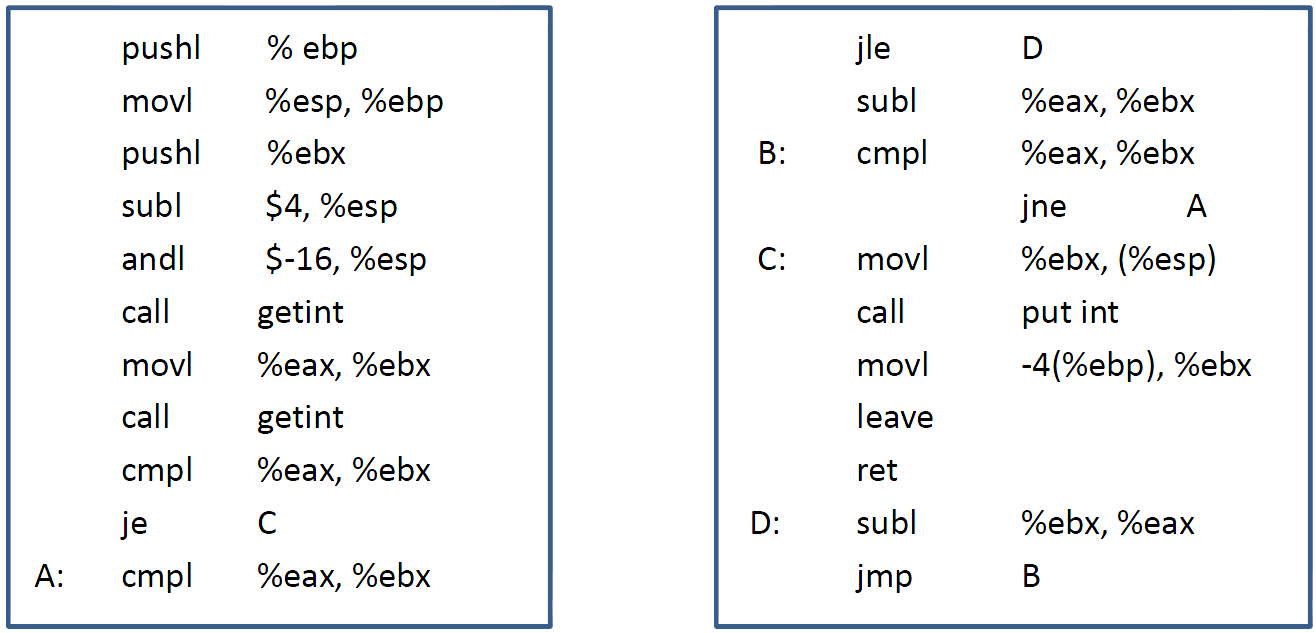 pushl % ebp
movl %esp, %ebp
pushl %ebx
subl $4, %esp
andl $-16, %esp
call getint
movl %eax, %ebx
call getint
cmpl %eax, %ebx
je C
A: cmpl %eax, %ebx
jle D
subl %eax, %ebx
B: cmpl %eax, %ebx
jne A
C: movl %ebx, (%esp)
call put int
movl -4(%ebp), %ebx
leave
ret
D: subl %ebx, %eax
jmp B